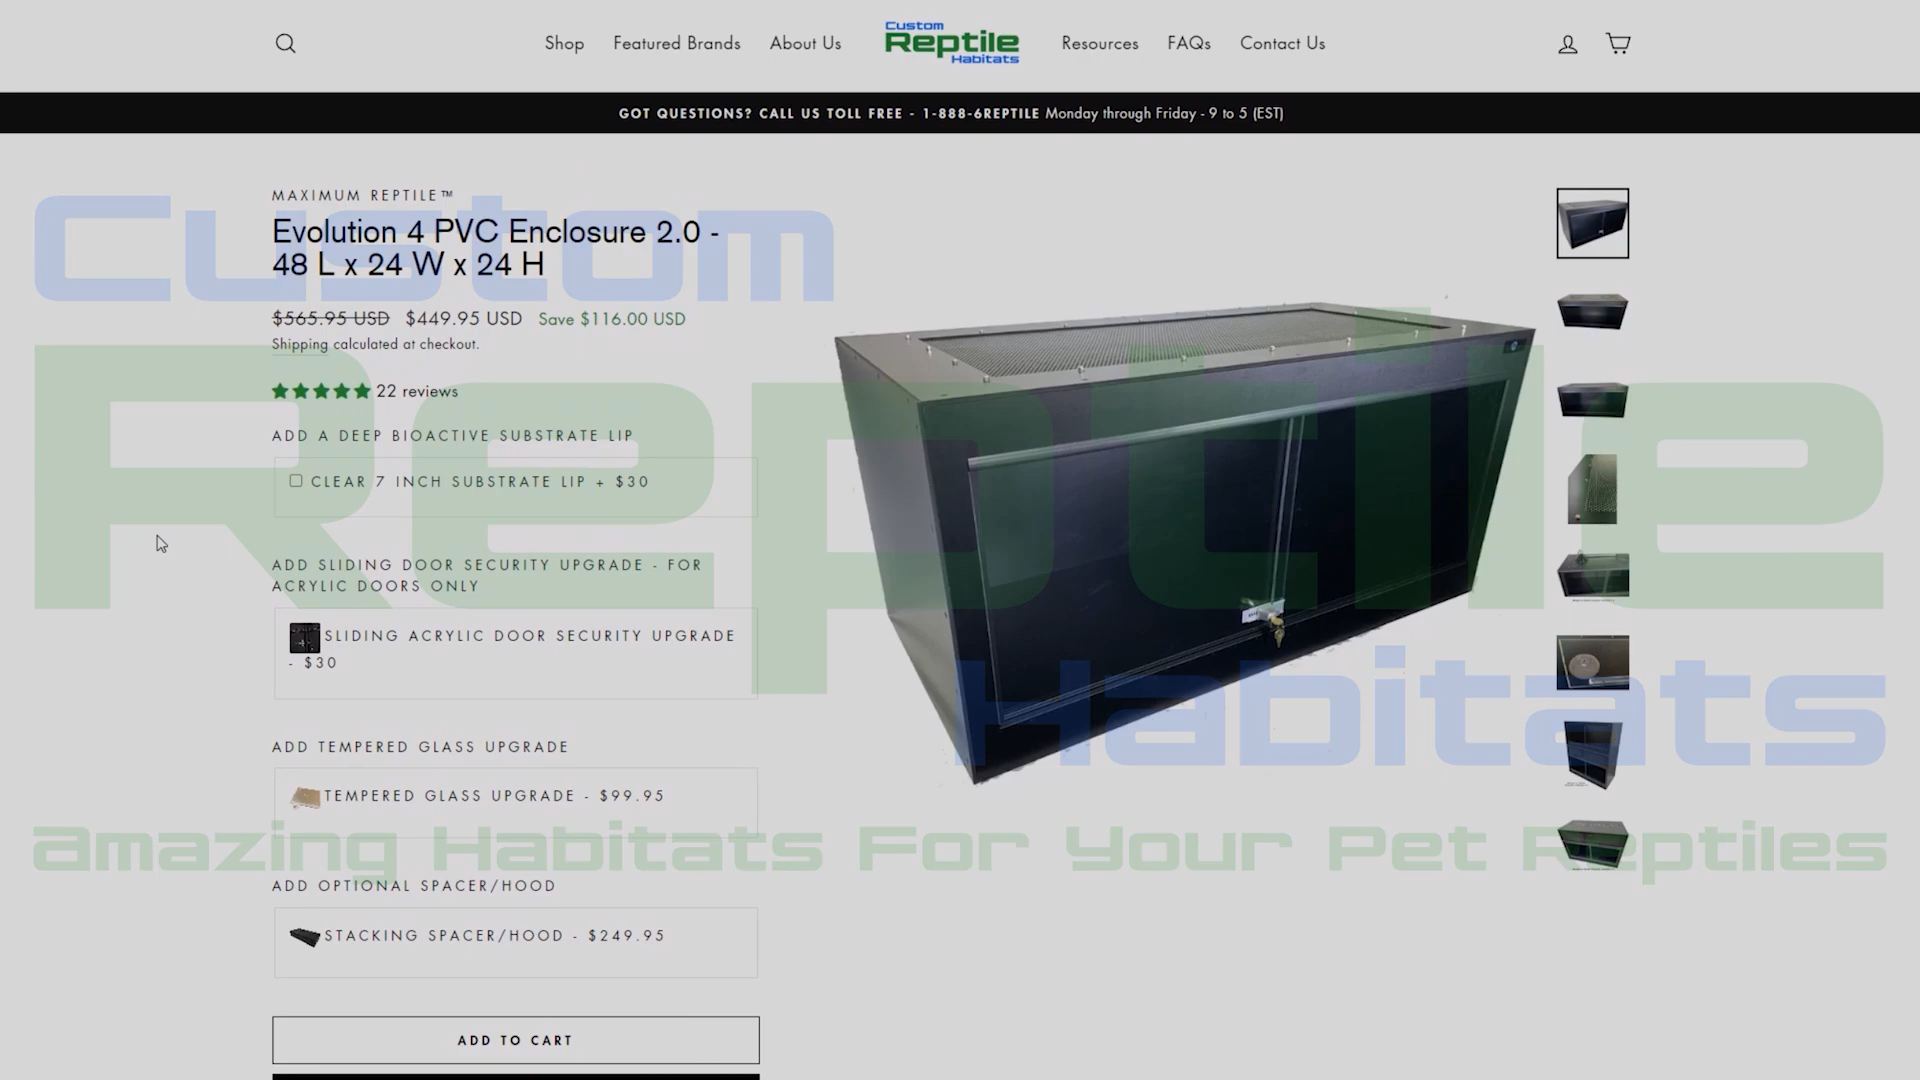 Shop
Featured Brands
About Us
Custom
Reptile
Habitats
Resources
FAQs
Contact Us
GOT QUESTIONS? CALL US TOLL FREE - 1-888-6REPTILE Monday through Friday - 9 to 5 (EST)
MAXIMUM REPTILE™
Evolution 4 PVC Enclosure 2.0 -
48 L x 24 W x 24 H
$565.95 USD $449.95 USD Save $116.00 USD
Shipping calculated at checkout.
22 reviews
ADD A DEEP BIOACTIVE SUBSTRATE LIP
CLEAR 7 INCH SUBSTRATE LIP + $30
ADD SLIDING DOOR SECURITY UPGRADE - FOR
ACRYLIC DOORS ONLY
SLIDING ACRYLIC DOOR SECURITY UPGRADE
- $30
ADD TEMPERED GLASS UPGRADE
TEMPERED GLASS UPGRADE - $99.95
ADD OPTIONAL SPACER/HOOD
STACKING SPACER/HOOD - $249.95
ADD TO CART
Custom
Reptile
Habitats
Amazing Habitats For Your Pet Reptiles